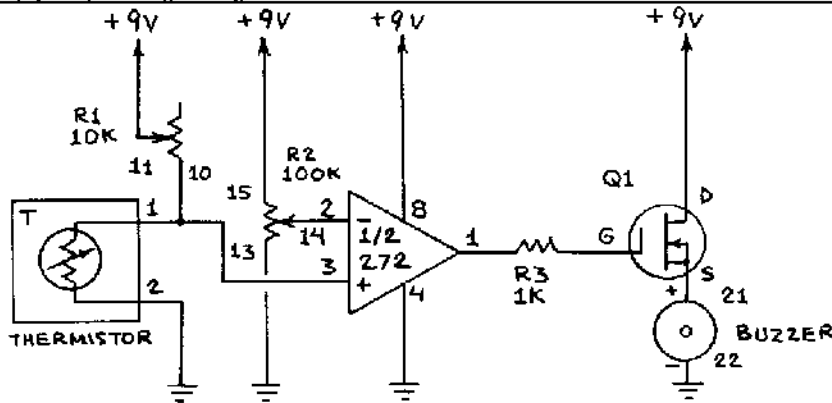 +9V
+9V
+9V
+9V
R1
10K
11
10
R2
100K
15
14
13
T
1
2
THERMISTOR
2
-
8
1/2
272
3
+
4
1
R3
1K
Q1
D
G
S
+
21
BUZZER
-
22